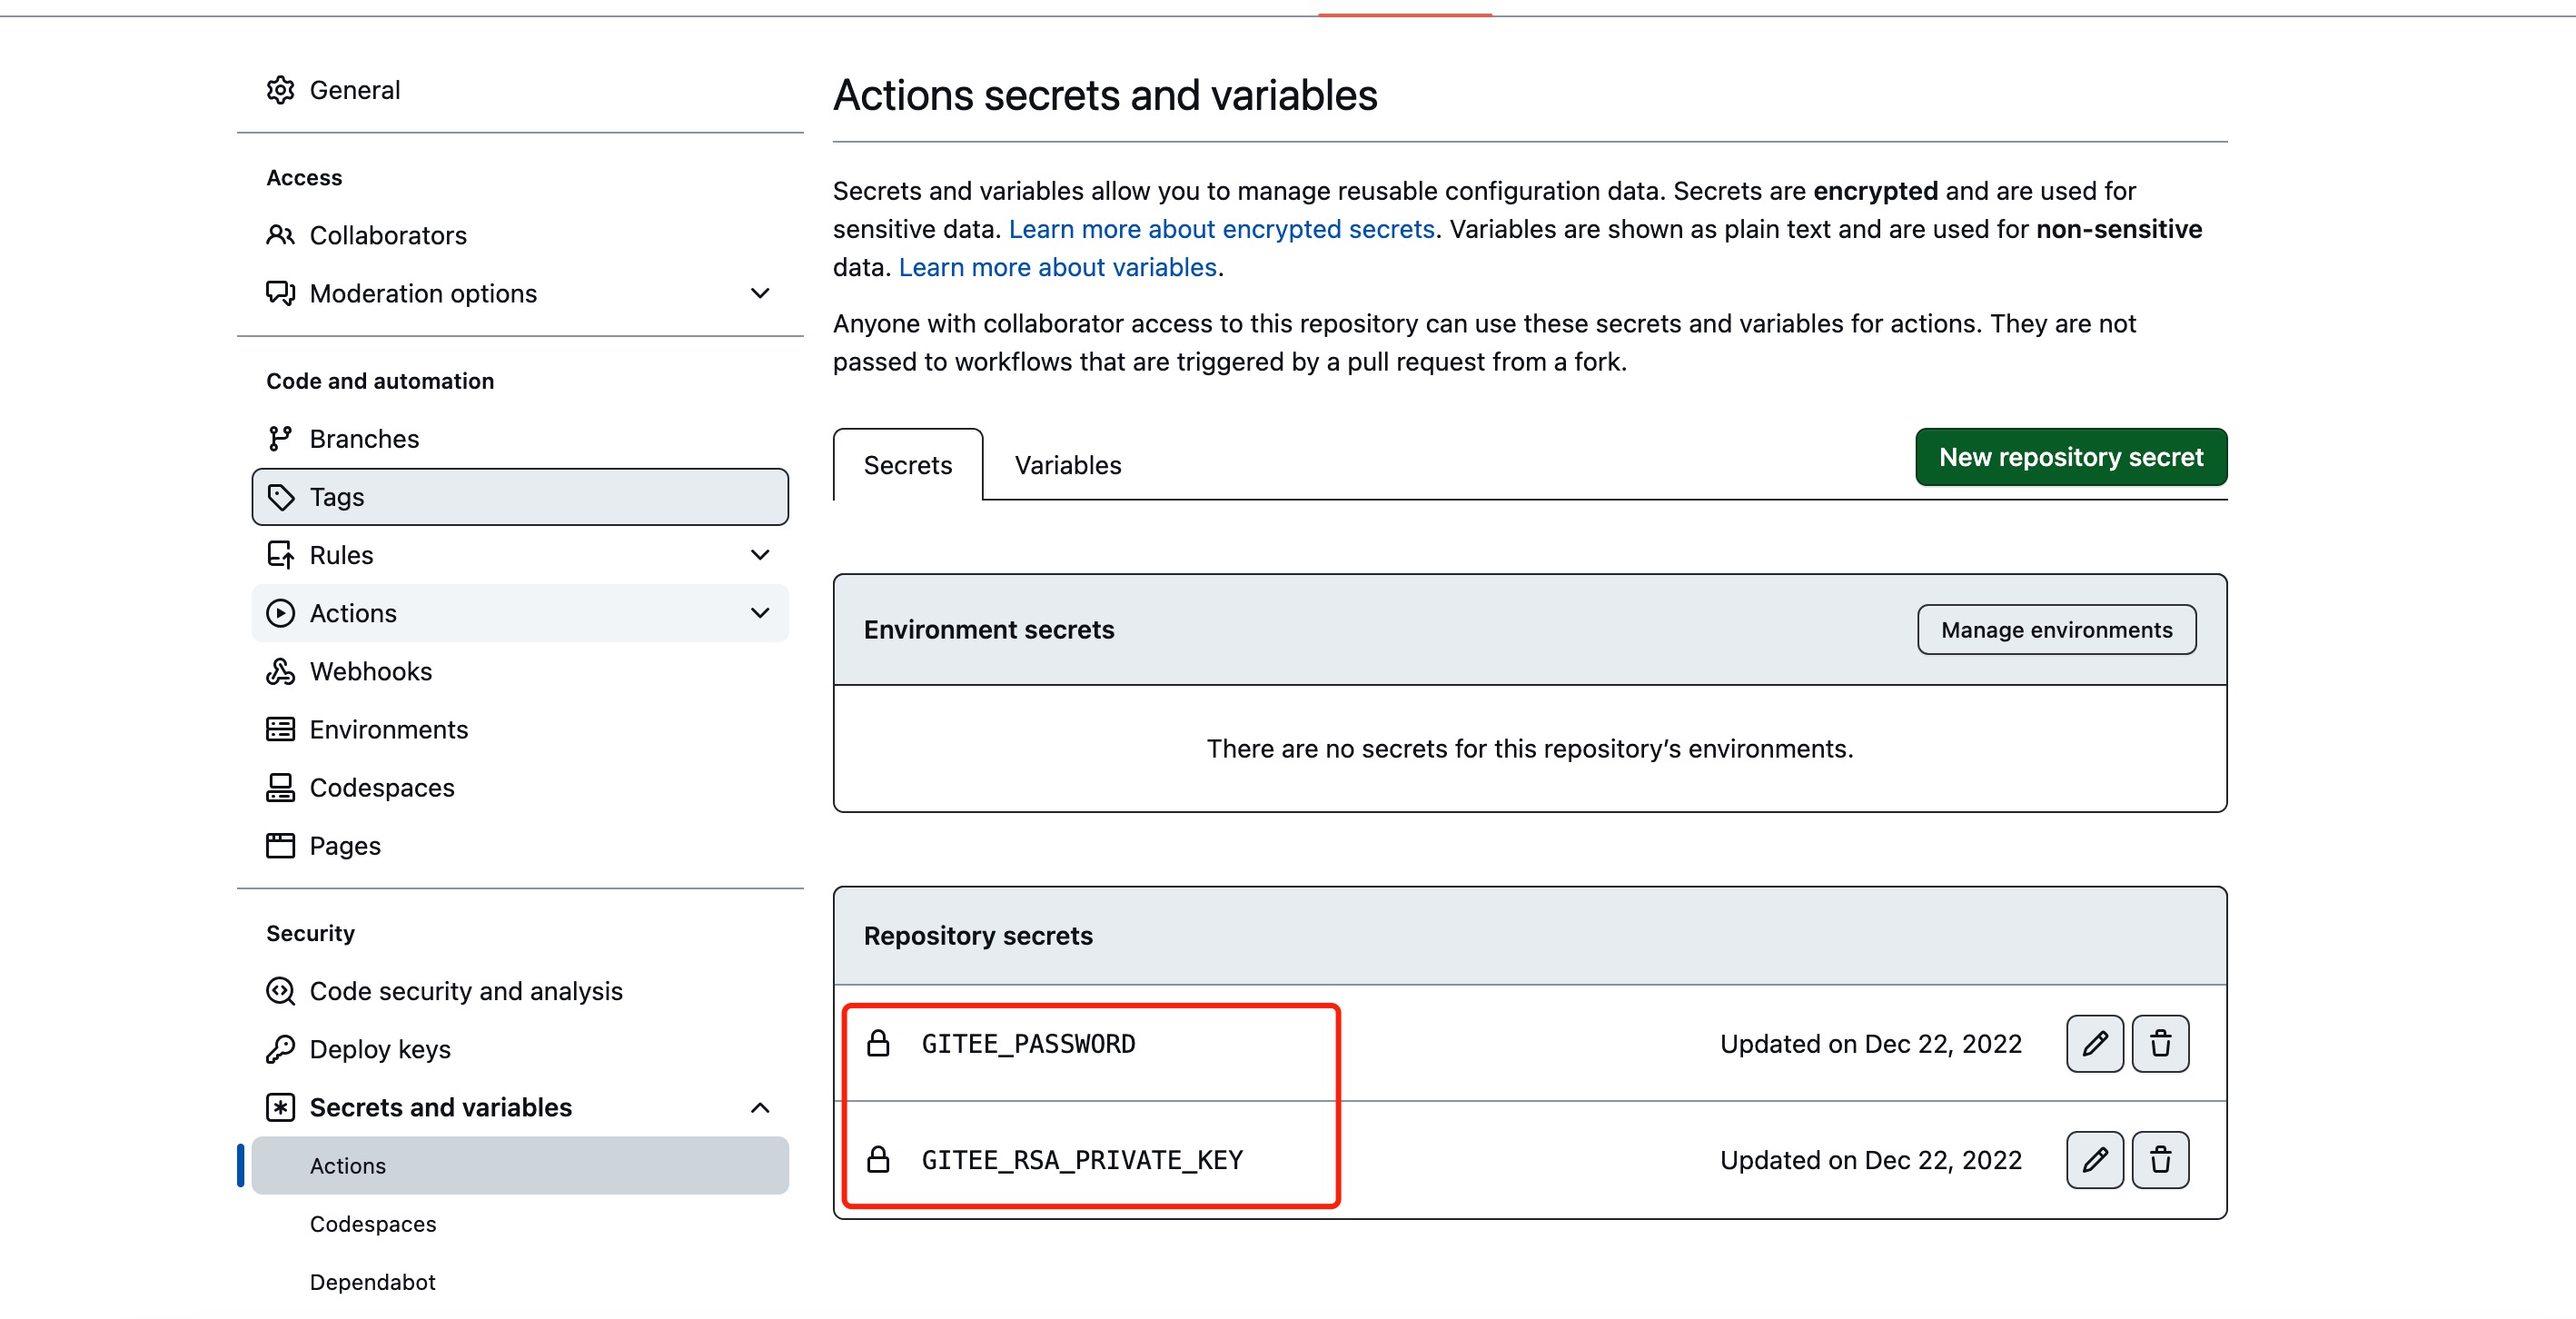 General
Access
Collaborators
Moderation options
Code and automation
Branches
Tags
Rules
Actions
Webhooks
Environments
Codespaces
Pages
Security
Code security and analysis
Deploy keys
Secrets and variables
Actions
Codespaces
Dependabot
Actions secrets and variables
Secrets and variables allow you to manage reusable configuration data. Secrets are encrypted and are used for
sensitive data. Learn more about encrypted secrets. Variables are shown as plain text and are used for non-sensitive
data. Learn more about variables.
Anyone with collaborator access to this repository can use these secrets and variables for actions. They are not
passed to workflows that are triggered by a pull request from a fork.
Secrets Variables New repository secret
Environment secrets Manage environments
There are no secrets for this repository’s environments.
Repository secrets
GITEE_PASSWORD Updated on Dec 22, 2022
GITEE_RSA_PRIVATE_KEY Updated on Dec 22, 2022